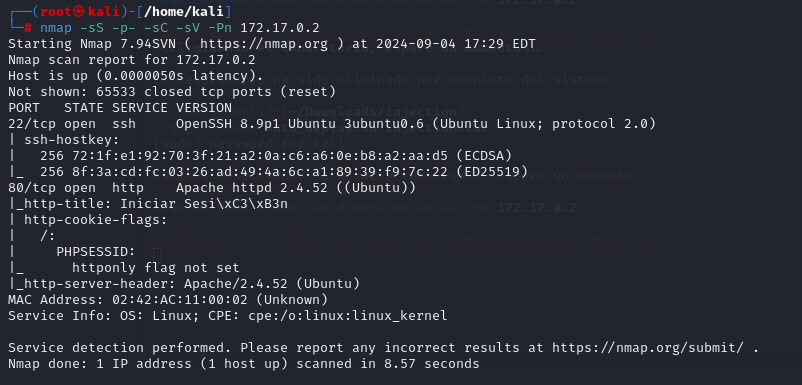 ┌──(root㉿kali)-[/home/kali]
└─# nmap -sS -p- -sC -sV -Pn 172.17.0.2
Starting Nmap 7.94SVN ( https://nmap.org ) at 2024-09-04 17:29 EDT
Nmap scan report for 172.17.0.2
Host is up (0.0000050s latency).
Not shown: 65533 closed tcp ports (reset)
PORT   STATE SERVICE VERSION
22/tcp open  ssh     OpenSSH 8.9p1 Ubuntu 3ubuntu0.6 (Ubuntu Linux; protocol 2.0)
| ssh-hostkey:
|   256 72:1f:e1:92:70:3f:21:a2:0a:c6:a6:0e:b8:a2:aa:d5 (ECDSA)
|_  256 8f:3a:cd:fc:03:26:ad:49:4a:6c:a1:89:39:f9:7c:22 (ED25519)
80/tcp open  http    Apache httpd 2.4.52 ((Ubuntu))
|_http-title: Iniciar Sesi\xC3\xB3n
| http-cookie-flags:
|   /:
|     PHPSESSID:
|_      httponly flag not set
|_http-server-header: Apache/2.4.52 (Ubuntu)
MAC Address: 02:42:AC:11:00:02 (Unknown)
Service Info: OS: Linux; CPE: cpe:/o:linux:linux_kernel
Service detection performed. Please report any incorrect results at https://nmap.org/submit/ .
Nmap done: 1 IP address (1 host up) scanned in 8.57 seconds